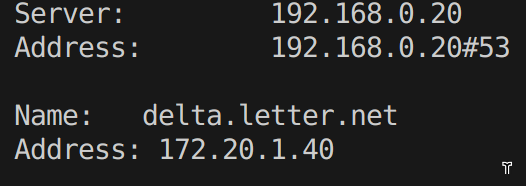 Server: 192.168.0.20
Address: 192.168.0.20#53
Name: delta.letter.net
Address: 172.20.1.40